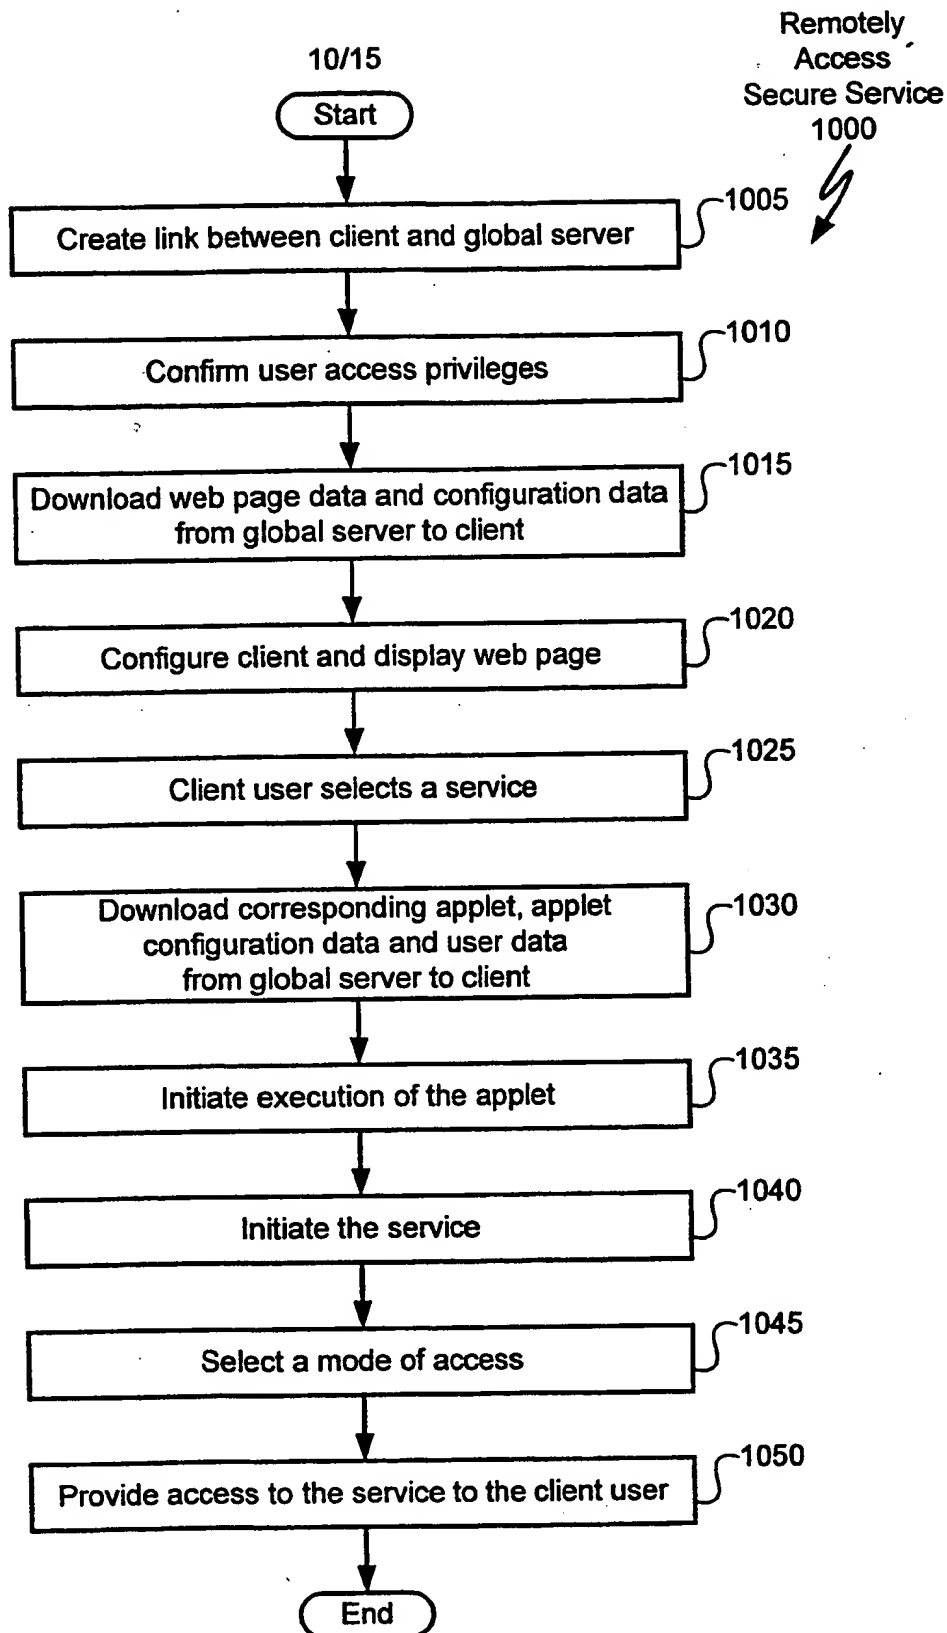 10/15
Remotely
Access
Secure Service
1000
Start
1005
Create link between client and global server
1010
Confirm user access privileges
1015
Download web page data and configuration data
from global server to client
1020
Configure client and display web page
1025
Client user selects a service
1030
Download corresponding applet, applet
configuration data and user data
from global server to client
1035
Initiate execution of the applet
1040
Initiate the service
1045
Select a mode of access
1050
Provide access to the service to the client user
End